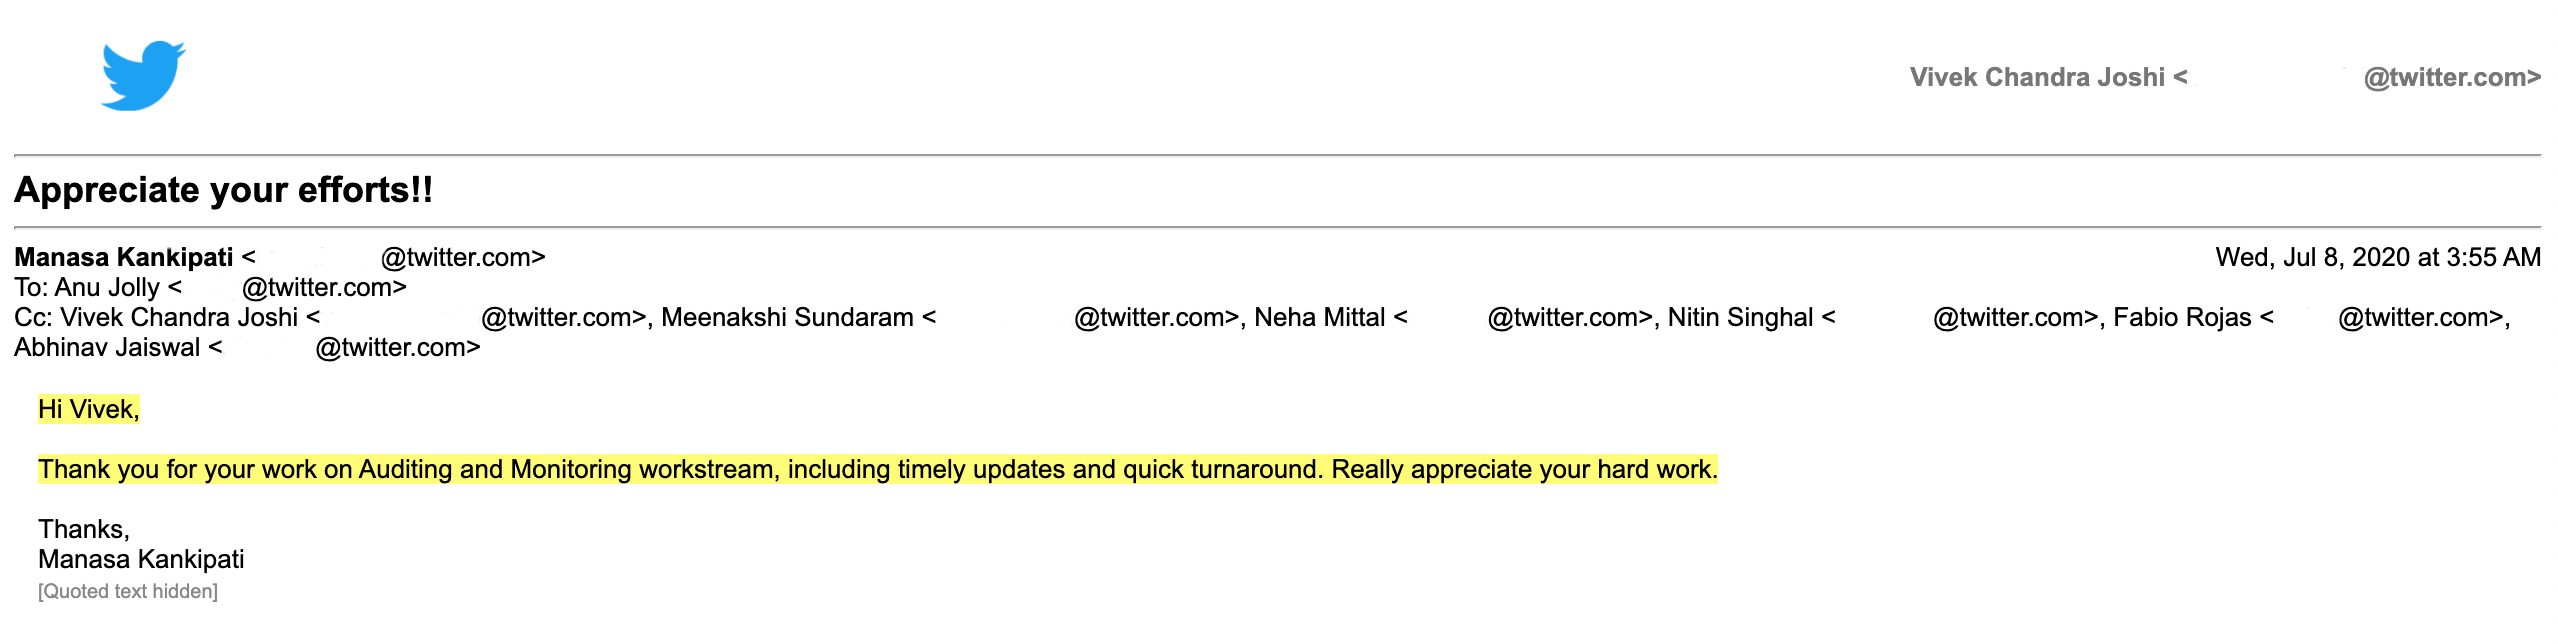 Vivek Chandra Joshi < @twitter.com>
Appreciate your efforts!!
Manasa Kankipati < @twitter.com> Wed, Jul 8, 2020 at 3:55 AM
To: Anu Jolly < @twitter.com>
Cc: Vivek Chandra Joshi < @twitter.com>, Meenakshi Sundaram < @twitter.com>, Neha Mittal < @twitter.com>, Nitin Singhal < @twitter.com>, Fabio Rojas < @twitter.com>,
Abhinav Jaiswal < @twitter.com>
Hi Vivek,
Thank you for your work on Auditing and Monitoring workstream, including timely updates and quick turnaround. Really appreciate your hard work.
Thanks,
Manasa Kankipati
[Quoted text hidden]